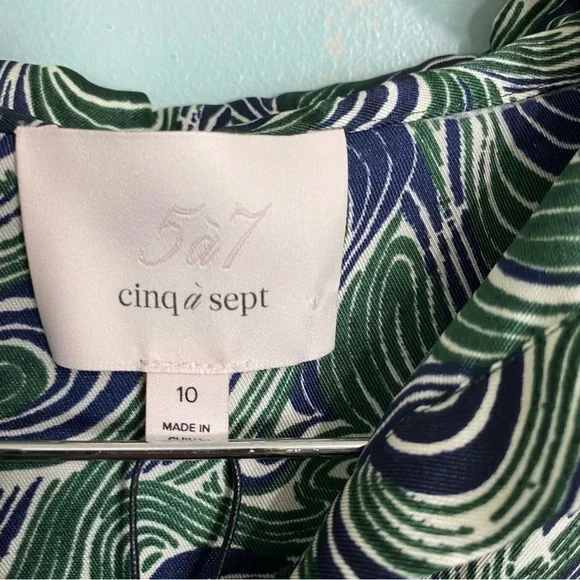 5à7
cinq à sept
10
MADE IN